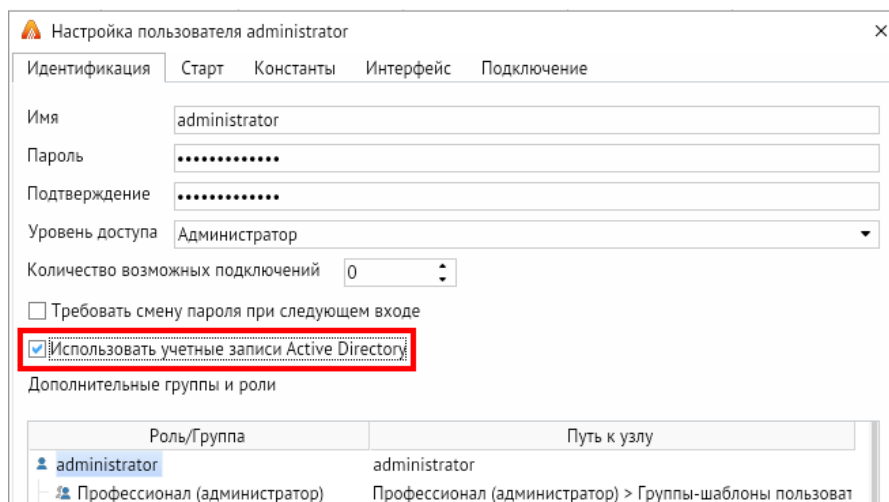 Настройка пользователя administrator
Идентификация Старт Константы Интерфейс Подключение
Имя administrator
Пароль •••••••••••••
Подтверждение •••••••••••••
Уровень доступа Администратор
Количество возможных подключений 0
Требовать смену пароля при следующем входе
Использовать учетные записи Active Directory
Дополнительные группы и роли
Роль/Группа Путь к узлу
administrator administrator
Профессионал (администратор) Профессионал (администратор) > Группы-шаблоны пользоват